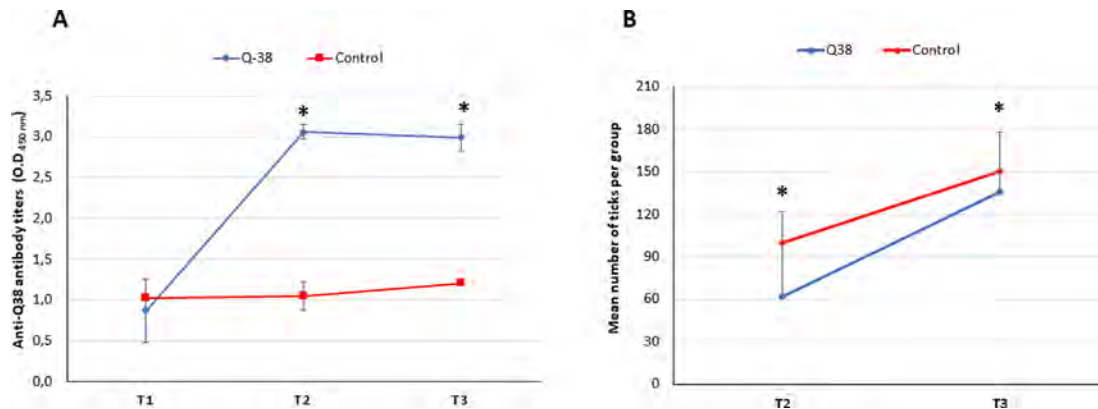 A
Q-38 Control
Anti-Q38 antibody titers (O.D 450 nm)
3,5
3,0
2,5
2,0
1,5
1,0
0,5
0,0
*
*
T1 T2 T3
B
Q38 Control
Mean number of ticks per group
210
180
150
120
90
60
30
0
*
*
T2 T3